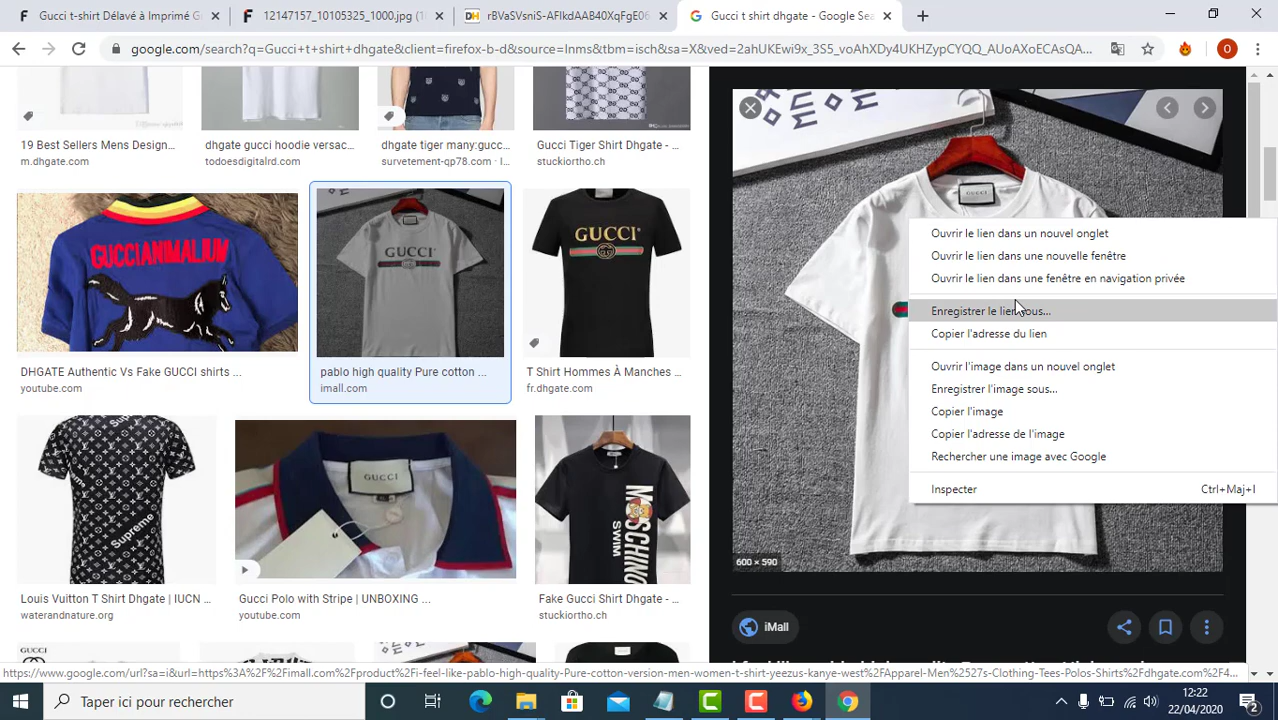 t-shirt Délavé à Imprimé G
12147157_10105325_1000.jpg (
rBVaSVsniS-AFIkdAAB40XqFgE06
Gucci t shirt dhgate - Google Sea
google.com/search?q=Gucci+t+shirt+dhgate&client=firefox-b-d&source=lnms&tbm=isch&sa=X&ved=2ahUKEwi9x_3S5_voAhXDy4UKHZypCYQQ_AUoAXoECAsQA...
O
19 Best Sellers Mens Design...
m.dhgate.com
dhgate gucci hoodie versac...
todoesdigitalrd.com
dhgate tiger many:gucc...
survetement-qp78.com · I...
Gucci Tiger Shirt Dhgate - ...
stuckiortho.ch
GUCCIANIMALIUM
GUCCI
GUCCI
DHGATE Authentic Vs Fake GUCCI shirts ...
youtube.com
pablo high quality Pure cotton ...
imall.com
T Shirt Hommes À Manches ...
fr.dhgate.com
Supreme
GUCCI
MOSCHINO
SWIM
Louis Vuitton T Shirt Dhgate | IUCN ...
waterandnature.org
Gucci Polo with Stripe | UNBOXING ...
youtube.com
Fake Gucci Shirt Dhgate - ...
stuckiortho.ch
GUCCI
Ouvrir le lien dans un nouvel onglet
Ouvrir le lien dans une nouvelle fenêtre
Ouvrir le lien dans une fenêtre en navigation privée
Enregistrer le lien sous...
Copier l'adresse du lien
Ouvrir l'image dans un nouvel onglet
Enregistrer l'image sous...
Copier l'image
Copier l'adresse de l'image
Rechercher une image avec Google
Inspecter Ctrl+Maj+I
600 × 590
iMall
https://www.google.com/url?sa=i&url=https%3A%2F%2Fimall.com%2Fproduct%2Fi-feel-like-pablo-high-quality-Pure-cotton-version-men-women-t-shirt-yeezus-kanye-west%2FApparel-Men%2527s-Clothing-Tees-Polos-Shirts%2Fdhgate.com%2F4...
Taper ici pour rechercher
12:22
22/04/2020
2